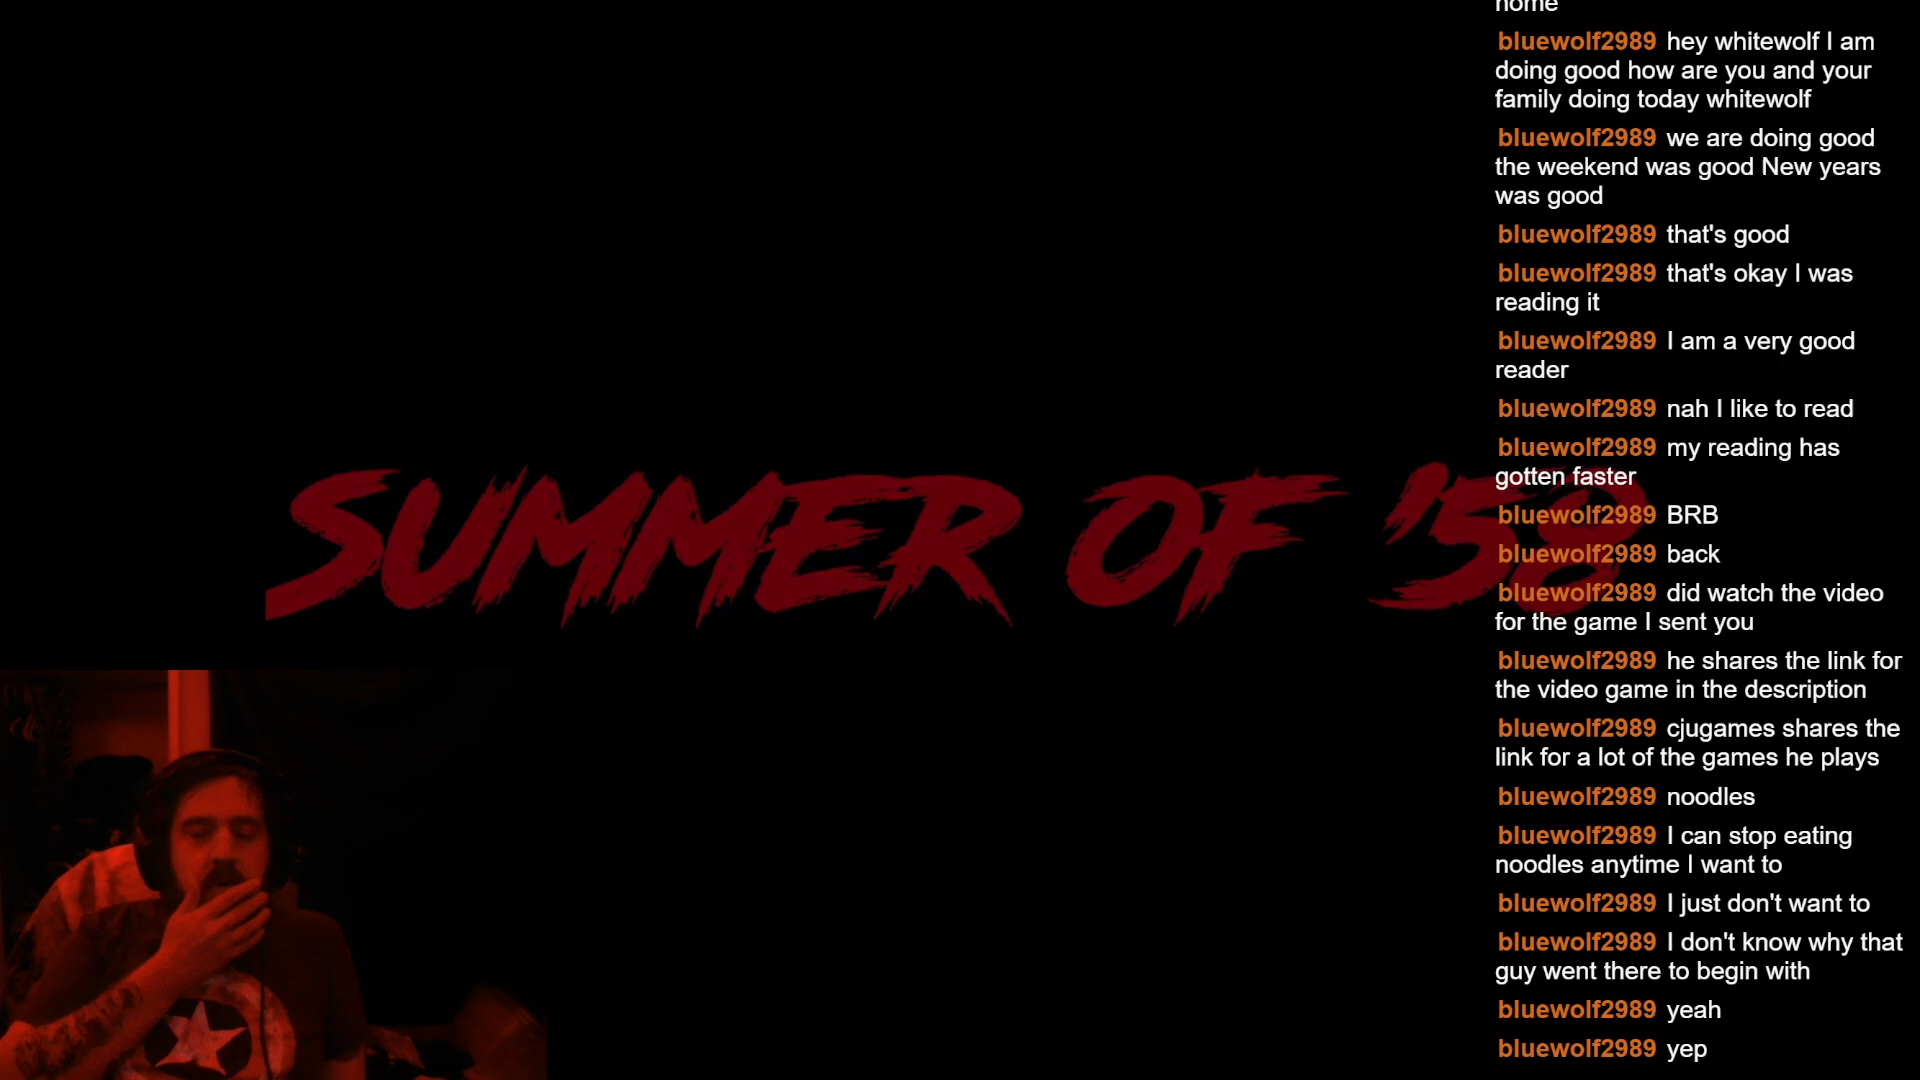 home
bluewolf2989 hey whitewolf I am
doing good how are you and your
family doing today whitewolf
bluewolf2989 we are doing good
the weekend was good New years
was good
bluewolf2989 that's good
bluewolf2989 that's okay I was
reading it
bluewolf2989 I am a very good
reader
bluewolf2989 nah I like to read
bluewolf2989 my reading has
gotten faster
bluewolf2989 BRB
bluewolf2989 back
bluewolf2989 did watch the video
for the game I sent you
bluewolf2989 he shares the link for
the video game in the description
bluewolf2989 cjugames shares the
link for a lot of the games he plays
bluewolf2989 noodles
bluewolf2989 I can stop eating
noodles anytime I want to
bluewolf2989 I just don't want to
bluewolf2989 I don't know why that
guy went there to begin with
bluewolf2989 yeah
bluewolf2989 yep
SUMMER OF '58